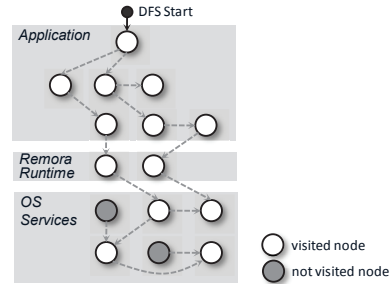 DFS Start
Application
Remora
Runtime
OS
Services
visited node
not visited node